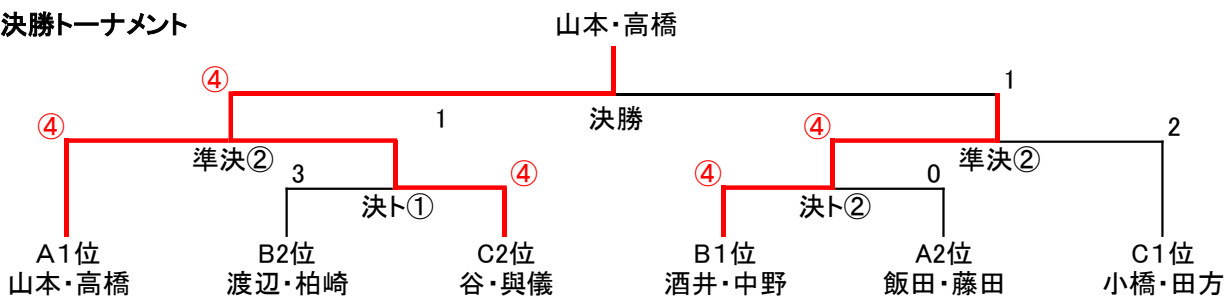 決勝トーナメント
山本・高橋
④
1
④
1
決勝
④
2
準決②
準決②
3
④
④
0
決ト①
決ト②
A1位
B2位
C2位
B1位
A2位
C1位
山本・高橋
渡辺・柏崎
谷・與儀
酒井・中野
飯田・藤田
小橋・田方